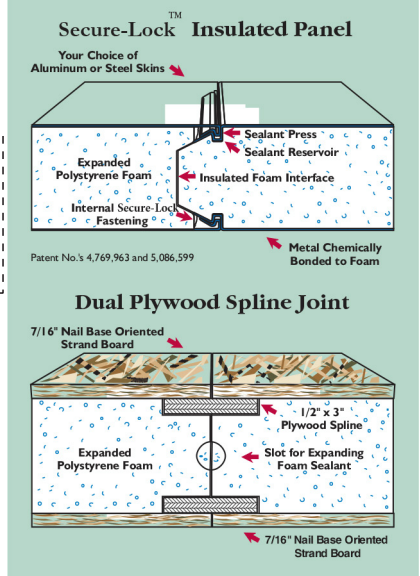 Secure-Lock™ Insulated Panel
Your Choice of
Aluminum or Steel Skins
Sealant Press
Sealant Reservoir
Expanded
Polystyrene Foam
Insulated Foam Interface
Internal Secure-Lock
Fastening
Patent No.'s 4,769,963 and 5,086,599
Metal Chemically
Bonded to Foam
Dual Plywood Spline Joint
7/16" Nail Base Oriented
Strand Board
1/2" x 3"
Plywood Spline
Expanded
Polystyrene Foam
Slot for Expanding
Foam Sealant
7/16" Nail Base Oriented
Strand Board